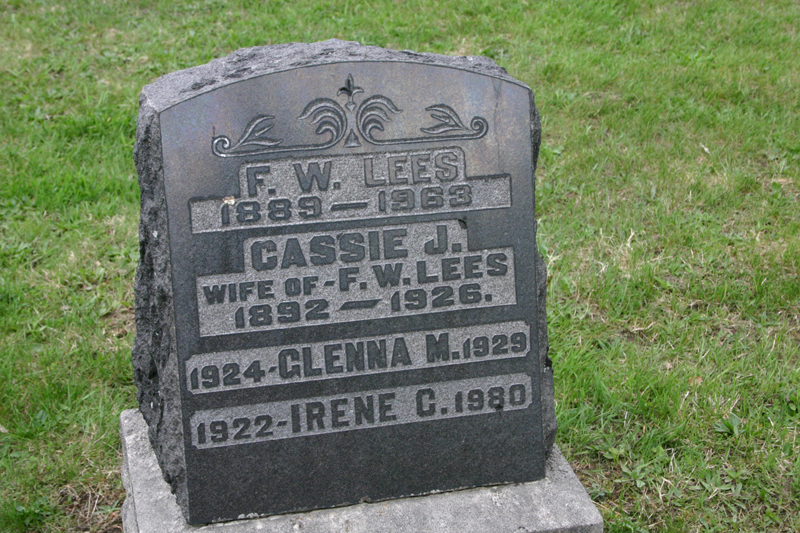 F. W. LEES
1889 — 1963
CASSIE J.
WIFE OF - F. W. LEES
1892 — 1926.
1924 - GLENNA M. 1929
1922 - IRENE C. 1980